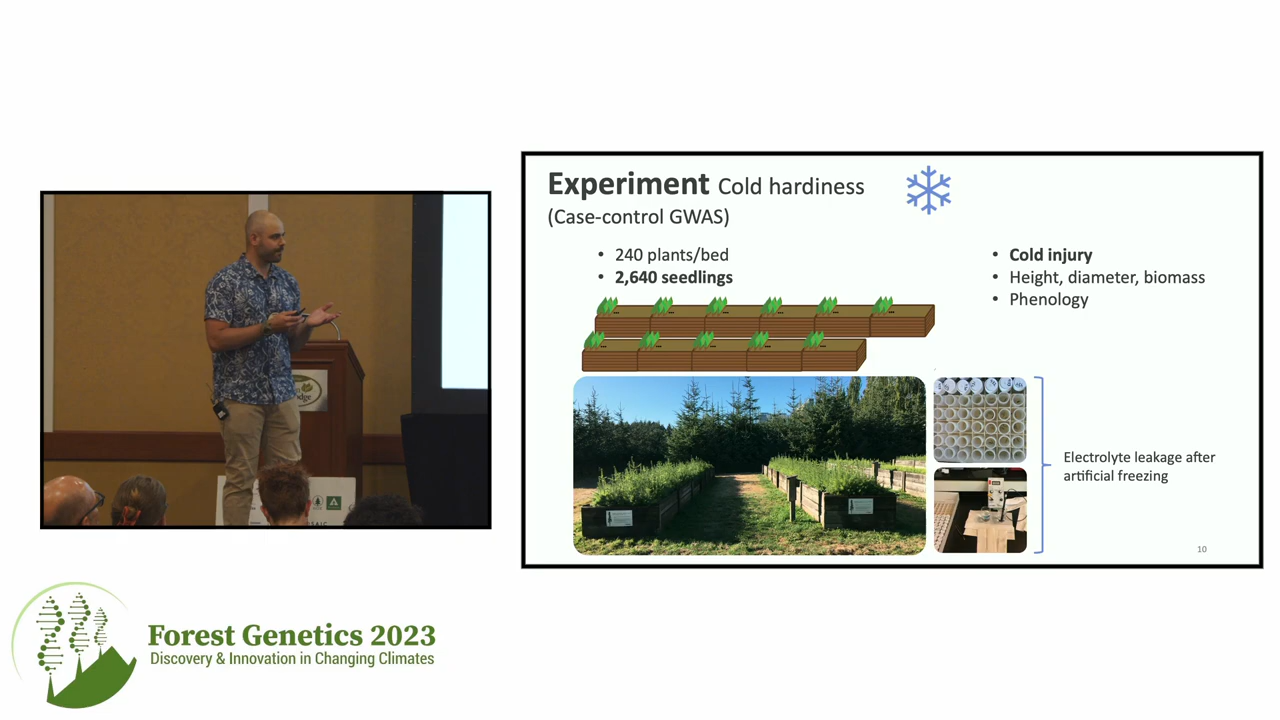 Experiment Cold hardiness
(Case-control GWAS)
• 240 plants/bed
• 2,640 seedlings
• Cold injury
• Height, diameter, biomass
• Phenology
Electrolyte leakage after
artificial freezing
10
Forest Genetics 2023
Discovery & Innovation in Changing Climates